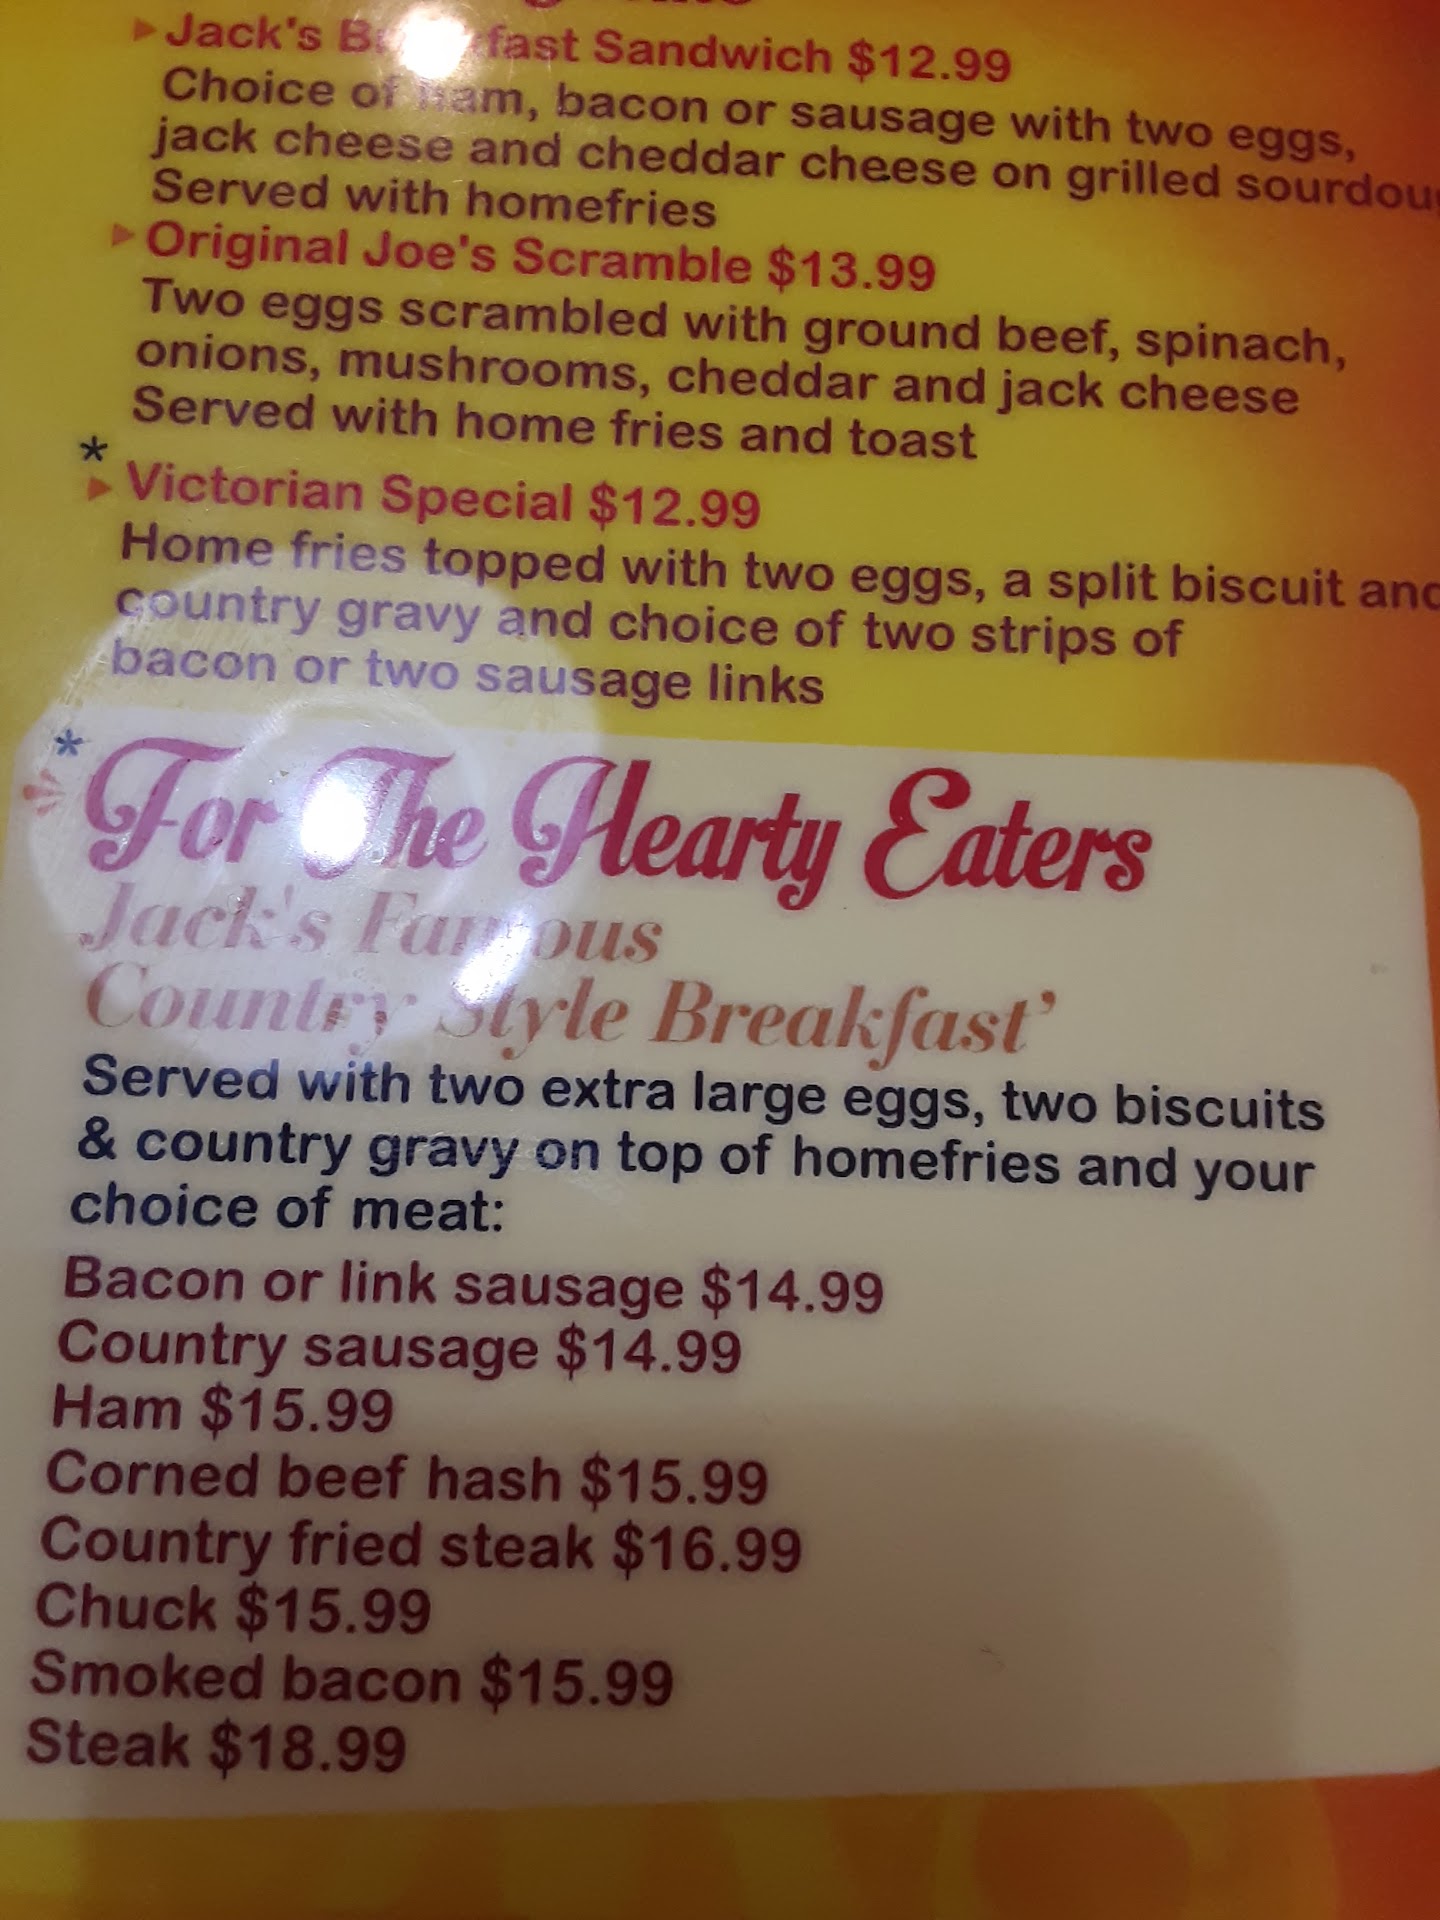 Jack's Breakfast Sandwich $12.99
Choice of ham, bacon or sausage with two eggs,
jack cheese and cheddar cheese on grilled
Served with homefries
Original Joe's Scramble $13.99
Two eggs scrambled with ground beef, spinach,
onions, mushrooms, cheddar and jack cheese
Served with home fries and toast
*
Victorian Special $12.99
Home fries topped with two eggs, a split biscuit and
country gravy and choice of two strips of
bacon or two sausage links
* For The Hearty Eaters
Jack's Famous
Country Style Breakfast’
Served with two extra large eggs, two biscuits
& country gravy on top of homefries and your
choice of meat:
Bacon or link sausage $14.99
Country sausage $14.99
Ham $15.99
Corned beef hash $15.99
Country fried steak $16.99
Chuck $15.99
Smoked bacon $15.99
Steak $18.99